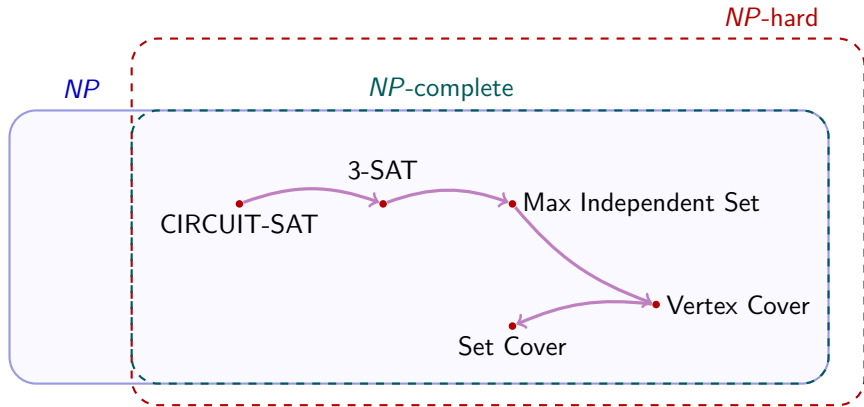 NP-hard
NP
NP-complete
3-SAT
CIRCUIT-SAT
Max Independent Set
Vertex Cover
Set Cover